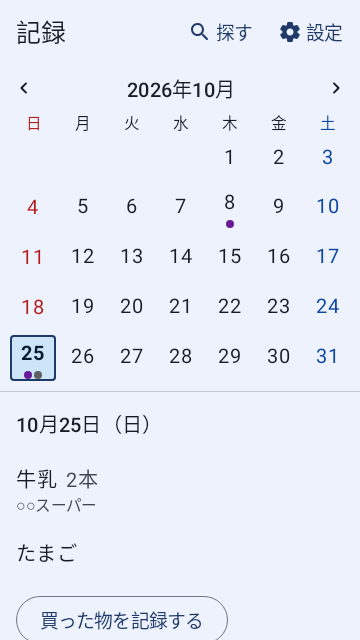 記録 探す 設定
2026年10月
日 月 火 水 木 金 土
1 2 3
4 5 6 7 8 9 10
11 12 13 14 15 16 17
18 19 20 21 22 23 24
25 26 27 28 29 30 31
10月25日（日）
牛乳 2本
○○スーパー
たまご
買った物を記録する